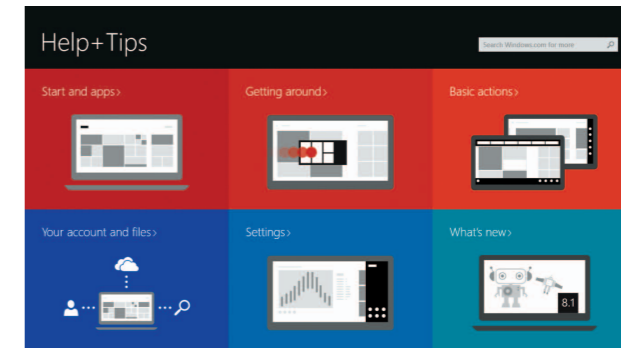 Help+Tips
Search Windows.com for more
Start and apps›
Getting around›
Basic actions›
Your account and files›
Settings›
What's new›
8.1